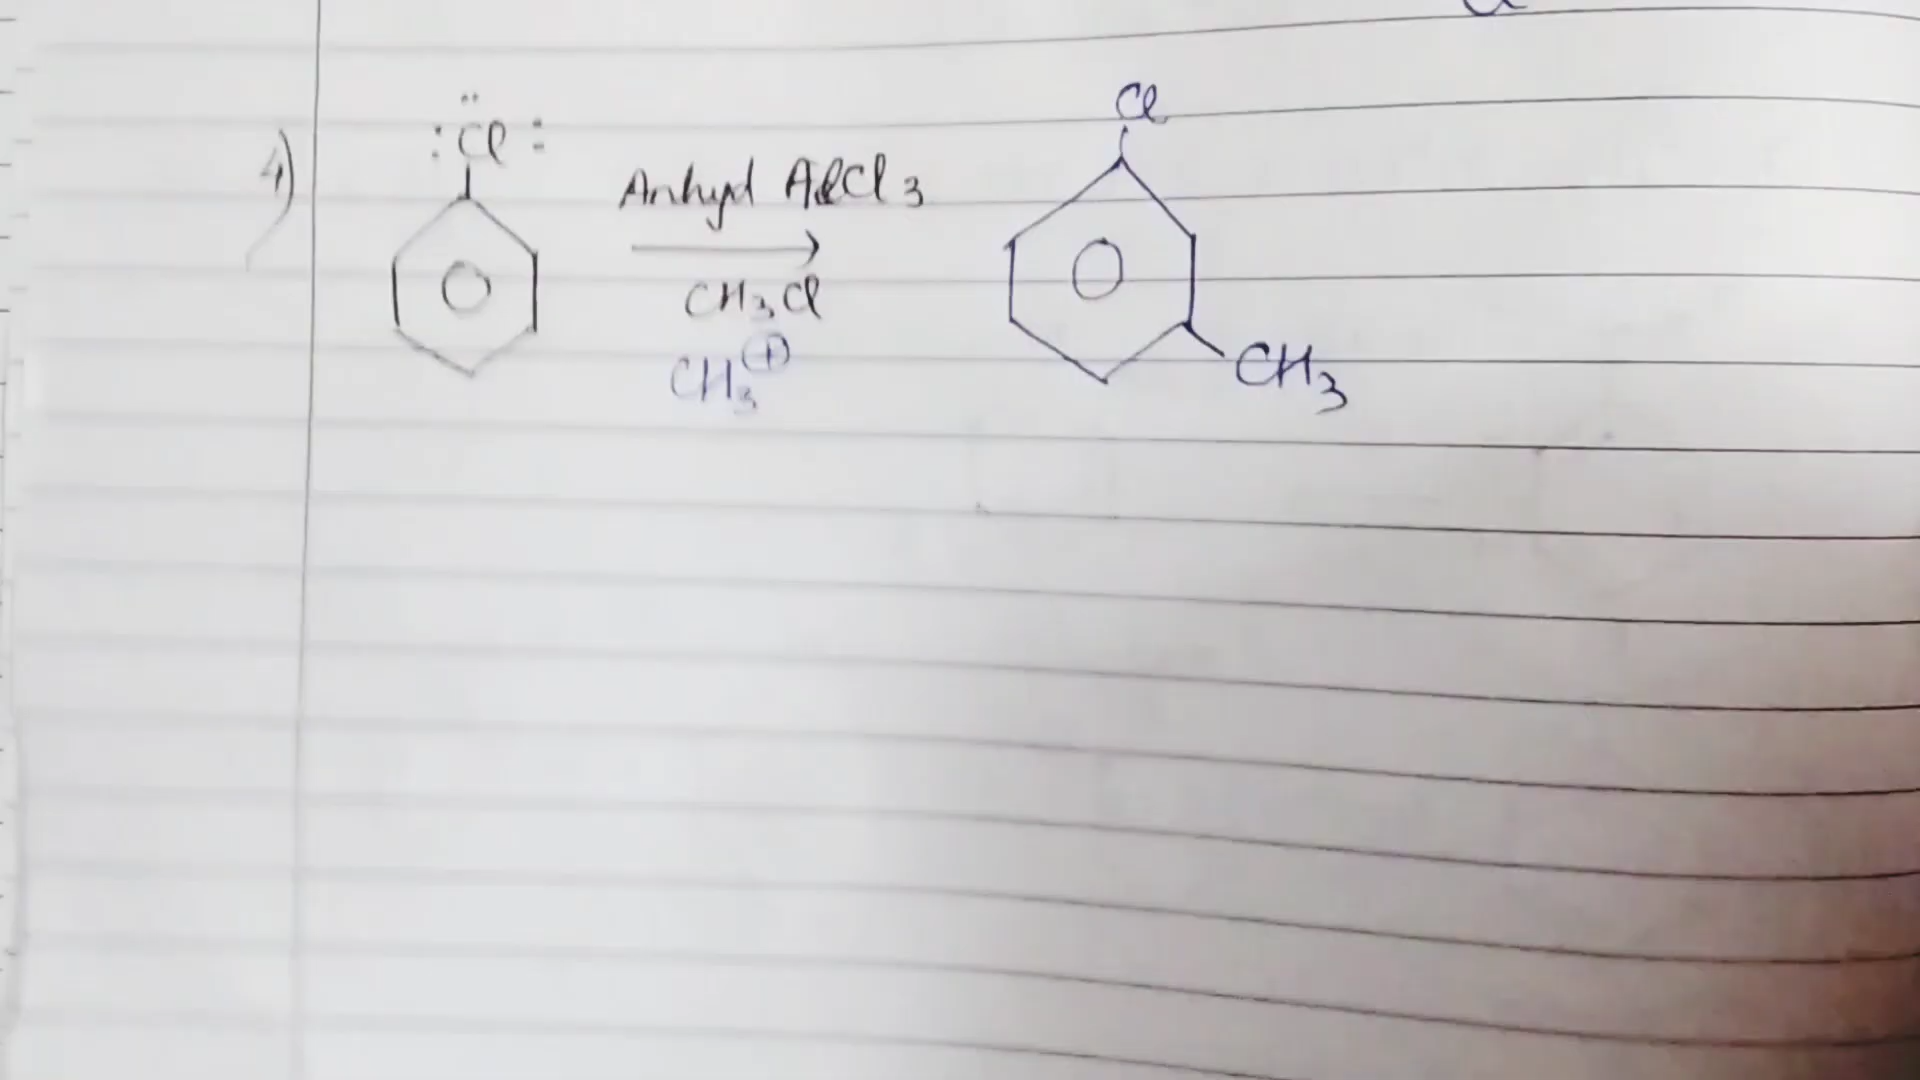 4)
:Cl:
Anhyd AlCl3
CH3Cl
CH3⊕
Cl
CH3